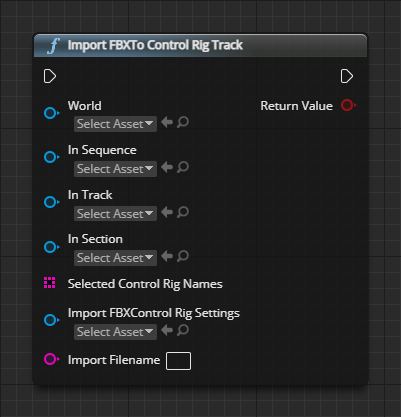 Import FBXTo Control Rig Track
World
Return Value
Select Asset
In Sequence
Select Asset
In Track
Select Asset
In Section
Select Asset
Selected Control Rig Names
Import FBXControl Rig Settings
Select Asset
Import Filename